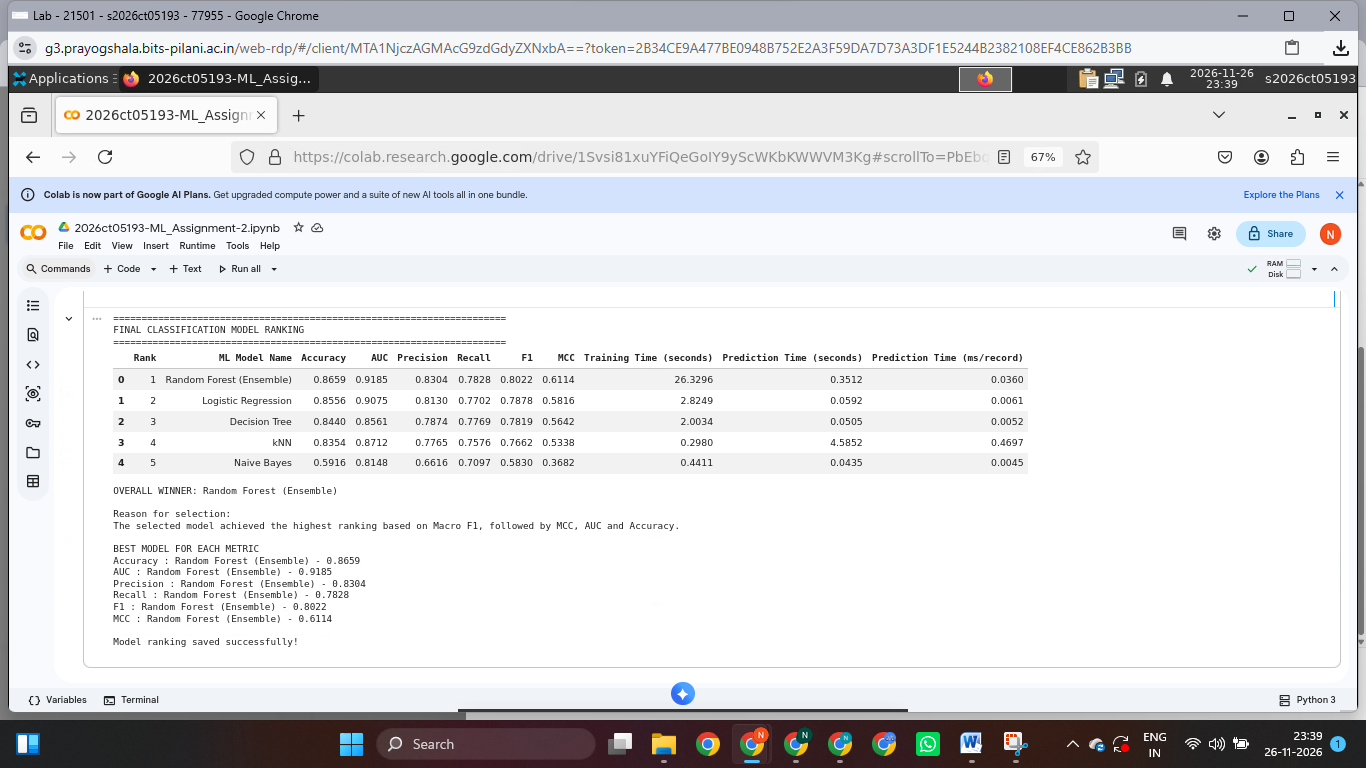 Lab - 21501 - s2026ct05193 - 77955 - Google Chrome
g3.prayogshala.bits-pilani.ac.in/web-rdp/#/client/MTA1NjczAGMAcG9zdGdyZXNxbA==?token=2B34CE9A477BE0948B752E2A3F59DA7D73A3DF1E5244B2382108EF4CE862B3BB
Applications 2026ct05193-ML_Assig... 2026-11-26 23:39 s2026ct05193
2026ct05193-ML_Assign
https://colab.research.google.com/drive/1Svsi81xuYFiQeGoIY9yScWKbKWWVM3Kg#scrollTo=PbEbq 67%
Colab is now part of Google AI Plans. Get upgraded compute power and a suite of new AI tools all in one bundle. Explore the Plans
2026ct05193-ML_Assignment-2.ipynb
File Edit View Insert Runtime Tools Help Share N
Commands + Code + Text Run all RAM Disk
======================================================================
FINAL CLASSIFICATION MODEL RANKING
======================================================================
Rank ML Model Name Accuracy AUC Precision Recall F1 MCC Training Time (seconds) Prediction Time (seconds) Prediction Time (ms/record)
0 1 Random Forest (Ensemble) 0.8659 0.9185 0.8304 0.7828 0.8022 0.6114 26.3296 0.3512 0.0360
1 2 Logistic Regression 0.8556 0.9075 0.8130 0.7702 0.7878 0.5816 2.8249 0.0592 0.0061
2 3 Decision Tree 0.8440 0.8561 0.7874 0.7769 0.7819 0.5642 2.0034 0.0505 0.0052
3 4 kNN 0.8354 0.8712 0.7765 0.7576 0.7662 0.5338 0.2980 4.5852 0.4697
4 5 Naive Bayes 0.5916 0.8148 0.6616 0.7097 0.5830 0.3682 0.4411 0.0435 0.0045
OVERALL WINNER: Random Forest (Ensemble)
Reason for selection:
The selected model achieved the highest ranking based on Macro F1, followed by MCC, AUC and Accuracy.
BEST MODEL FOR EACH METRIC
Accuracy : Random Forest (Ensemble) - 0.8659
AUC : Random Forest (Ensemble) - 0.9185
Precision : Random Forest (Ensemble) - 0.8304
Recall : Random Forest (Ensemble) - 0.7828
F1 : Random Forest (Ensemble) - 0.8022
MCC : Random Forest (Ensemble) - 0.6114
Model ranking saved successfully!
Variables Terminal Python 3
Search ENG IN 23:39 26-11-2026 1